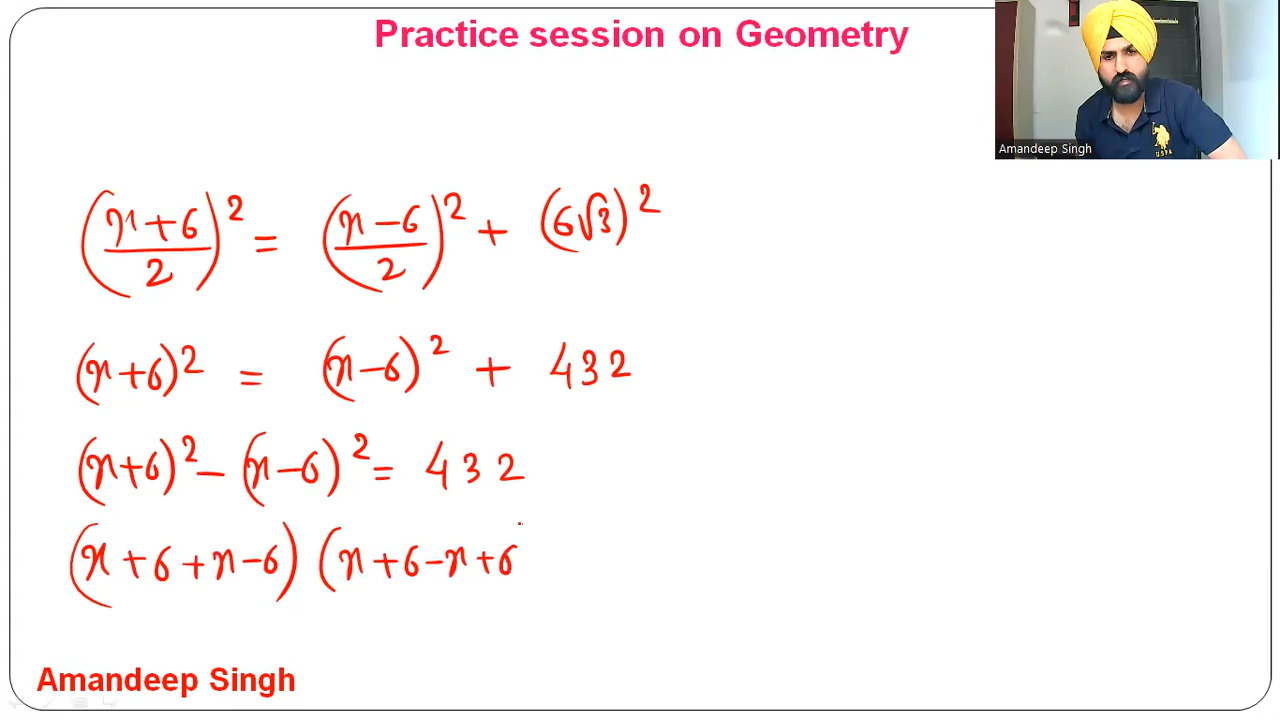 Practice session on Geometry
Amandeep Singh
U.S.P.A
((x+6)/2)² = ((x-6)/2)² + (6√3)²
(x+6)² = (x-6)² + 432
(x+6)² - (x-6)² = 432
(x+6+x-6) (x+6-x+6
Amandeep Singh